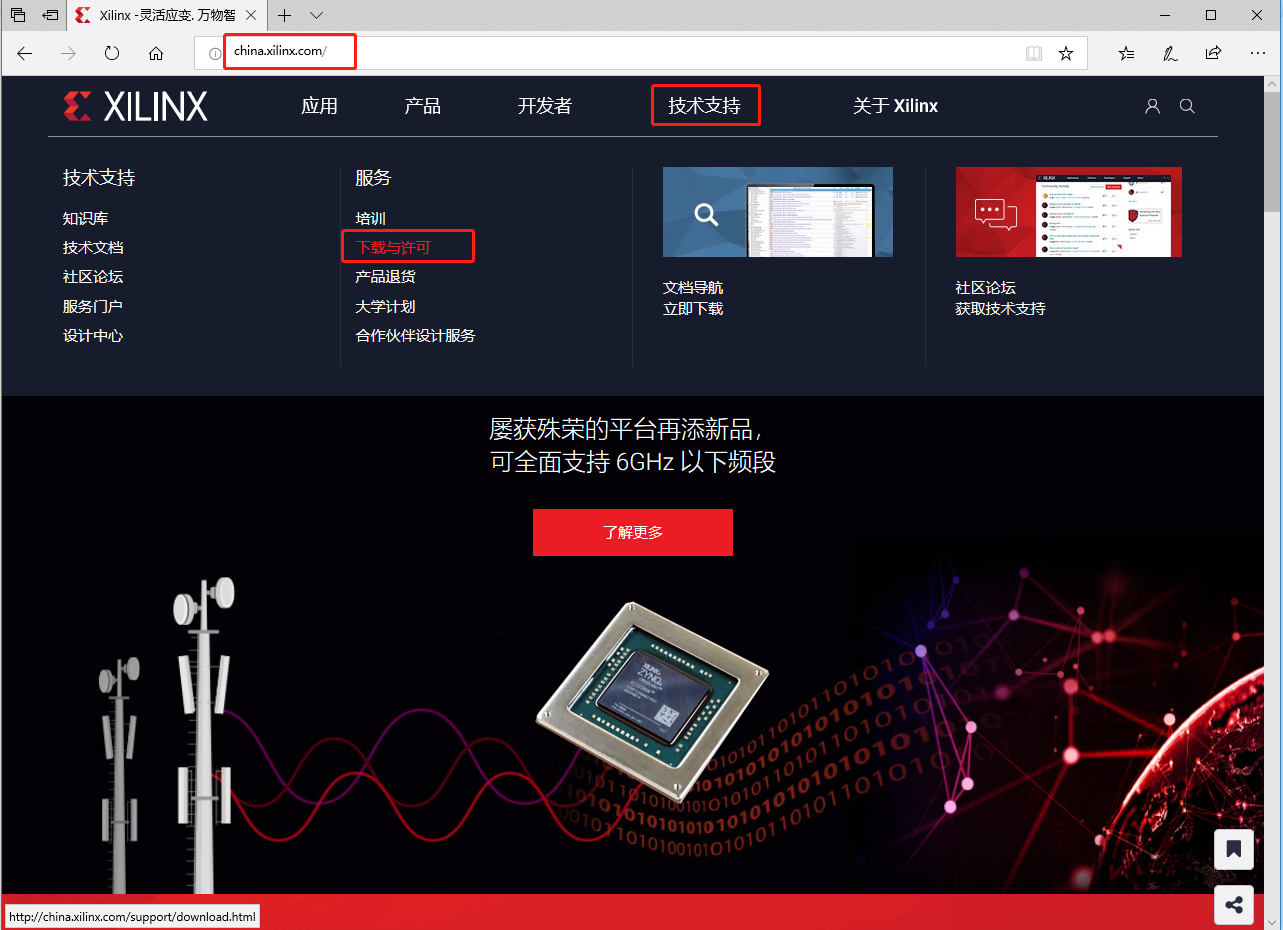 Xilinx -灵活应变. 万物智
china.xilinx.com/
XILINX
应用
产品
开发者
技术支持
关于 Xilinx
技术支持
知识库
技术文档
社区论坛
服务门户
设计中心
服务
培训
下载与许可
产品退货
大学计划
合作伙伴设计服务
文档导航
立即下载
社区论坛
获取技术支持
屡获殊荣的平台再添新品，
可全面支持 6GHz 以下频段
了解更多
XILINX
ZYNQ
http://china.xilinx.com/support/download.html